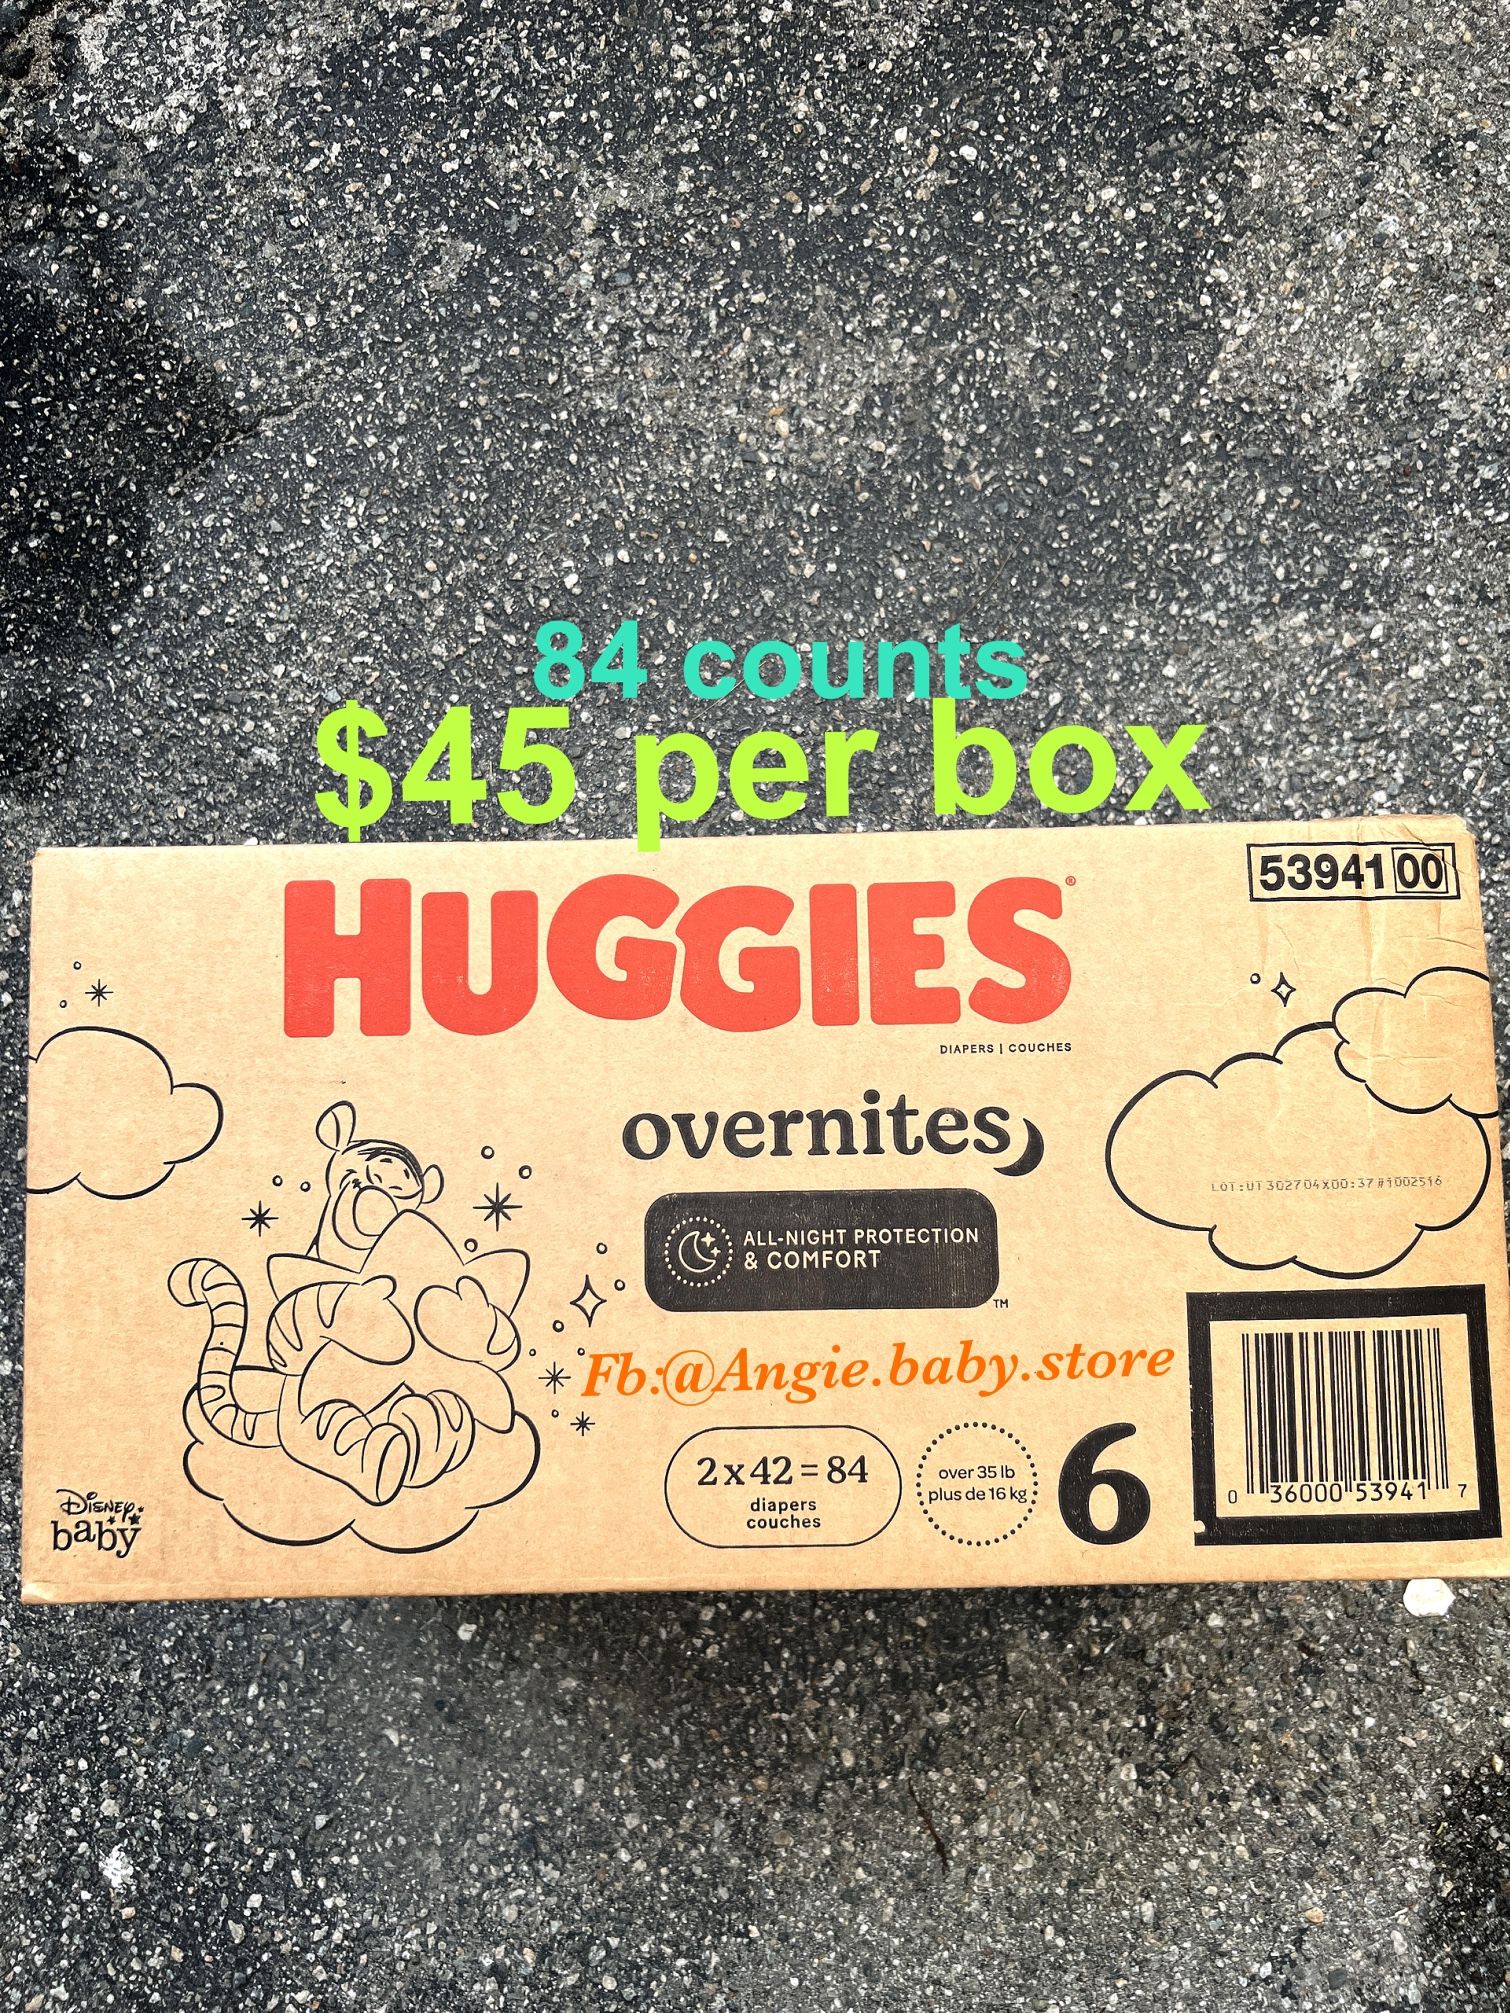 84 counts
$45 per box
53941 00
HUGGIES®
DIAPERS | COUCHES
overnites
LOT:UT302704X00:37#1002516
ALL-NIGHT PROTECTION
& COMFORT
TM
Fb:@Angie.baby.store
2 x 42 = 84
diapers
couches
over 35 lb
plus de 16 kg
6
0 36000 53941 7
Disney
baby